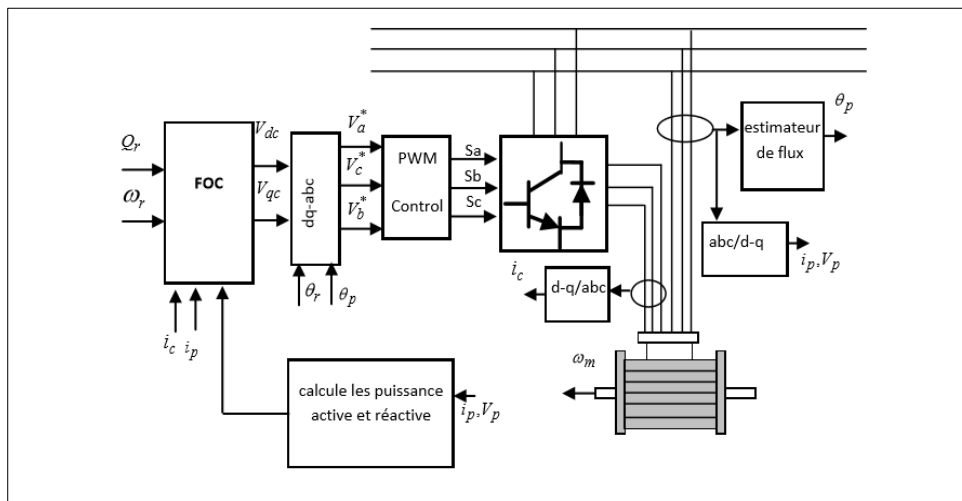 Q_r
ω_r
FOC
V_dc
V_qc
i_c
i_p
dq-abc
θ_r
θ_p
V_a^*
V_c^*
V_b^*
PWM
Control
Sa
Sb
Sc
θ_p
estimateur
de flux
abc/d-q
i_p,V_p
i_c
d-q/abc
ω_m
calcule les puissance
active et réactive
i_p,V_p